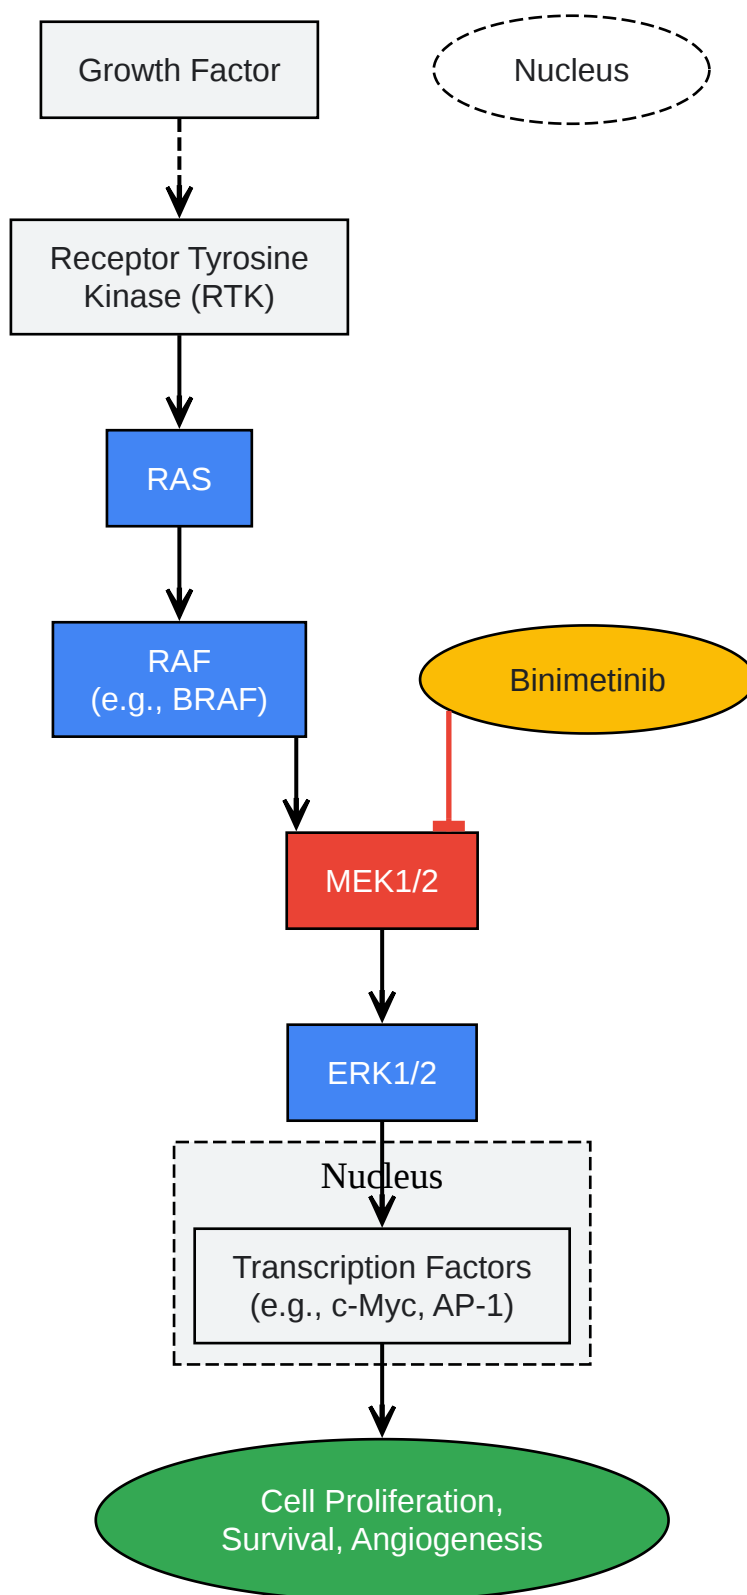 Growth Factor
Nucleus
Receptor Tyrosine
Kinase (RTK)
RAS
RAF
(e.g., BRAF)
Binimetinib
MEK1/2
ERK1/2
Nucleus
Transcription Factors
(e.g., c-Myc, AP-1)
Cell Proliferation,
Survival, Angiogenesis